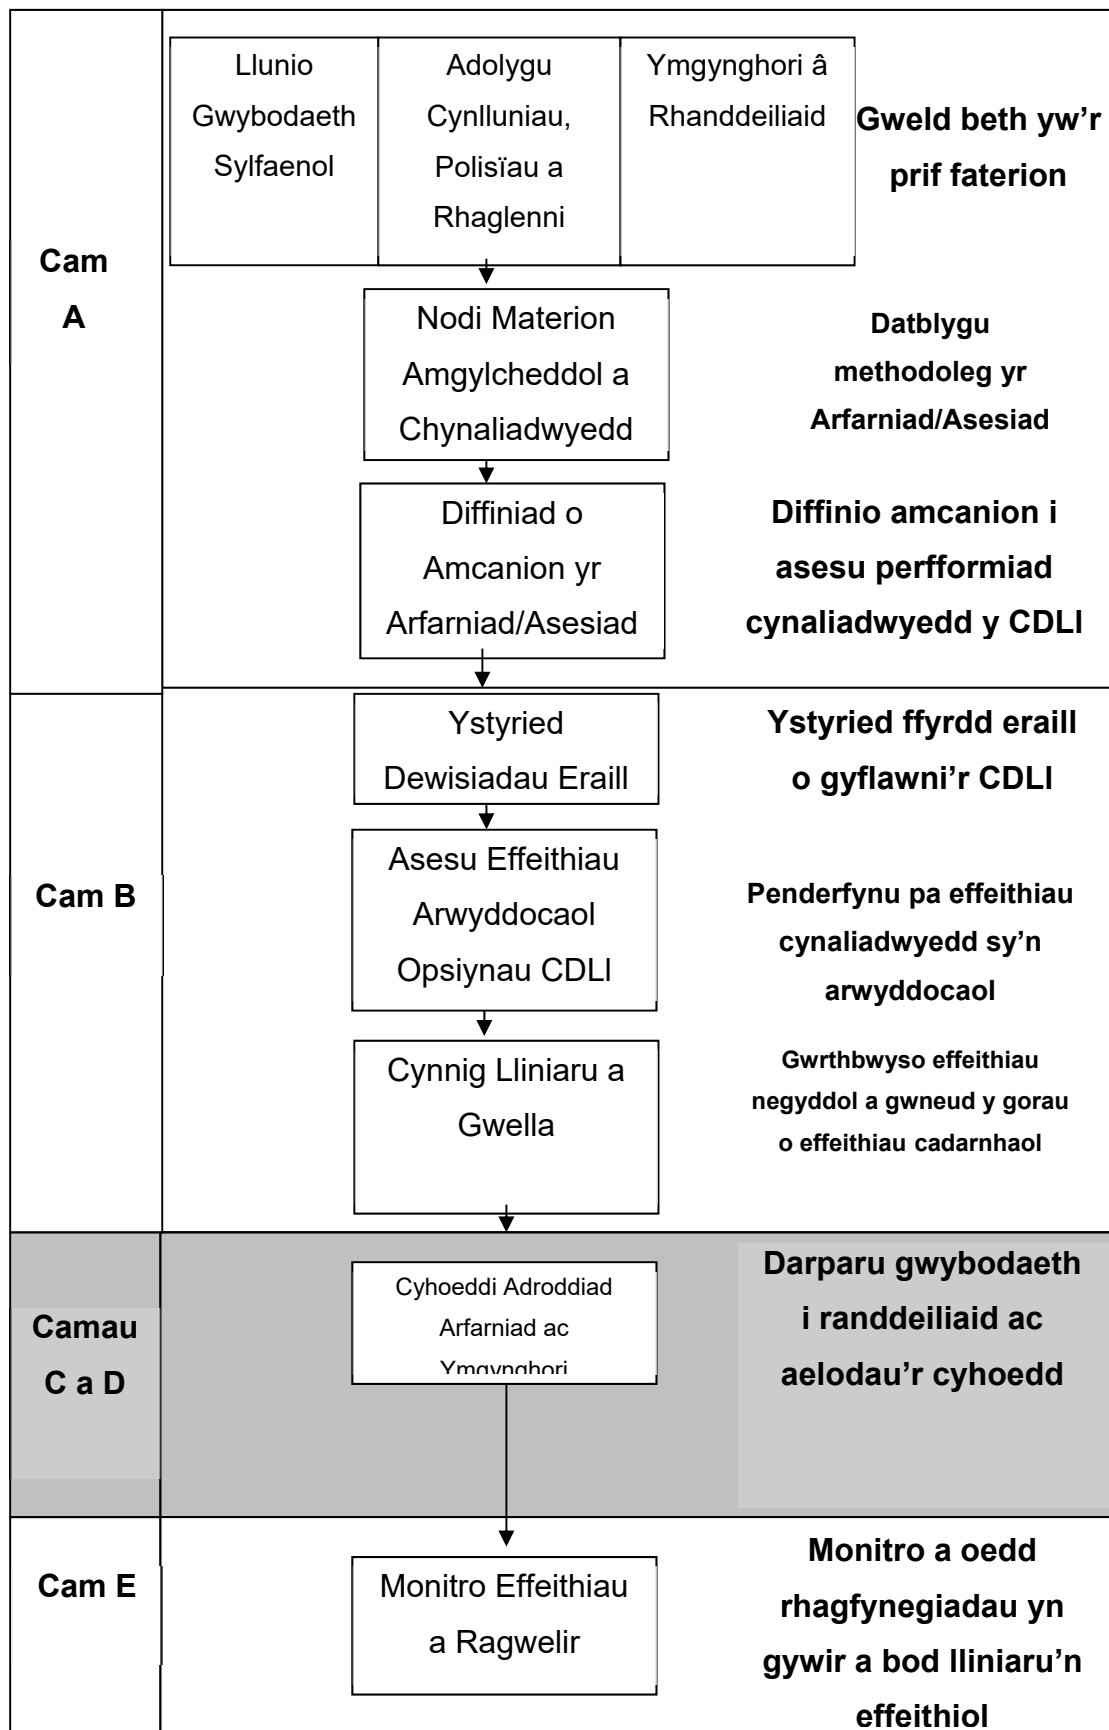 Llunio
Gwybodaeth
Sylfaenol
Adolygu
Cynlluniau,
Polisïau a
Rhaglenni
Ymgynghori â
Rhanddeiliaid
Gweld beth yw’r
prif faterion
Cam
A
Nodi Materion
Amgylcheddol a
Chynaliadwyedd
Datblygu
methodoleg yr
Arfarniad/Asesiad
Diffiniad o
Amcanion yr
Arfarniad/Asesiad
Diffinio amcanion i
asesu perfformiad
cynaliadwyedd y CDLl
Cam B
Ystyried
Dewisiadau Eraill
Ystyried ffyrdd eraill
o gyflawni’r CDLl
Asesu Effeithiau
Arwyddocaol
Opsiynau CDLl
Penderfynu pa effeithiau
cynaliadwyedd sy’n
arwyddocaol
Cynnig Lliniaru a
Gwella
Gwrthbwyso effeithiau
negyddol a gwneud y gorau
o effeithiau cadarnhaol
Camau
C a D
Cyhoeddi Adroddiad
Arfarniad ac
Ymgynghori
Darparu gwybodaeth
i randdeiliaid ac
aelodau’r cyhoedd
Cam E
Monitro Effeithiau
a Ragwelir
Monitro a oedd
rhagfynegiadau yn
gywir a bod lliniaru’n
effeithiol